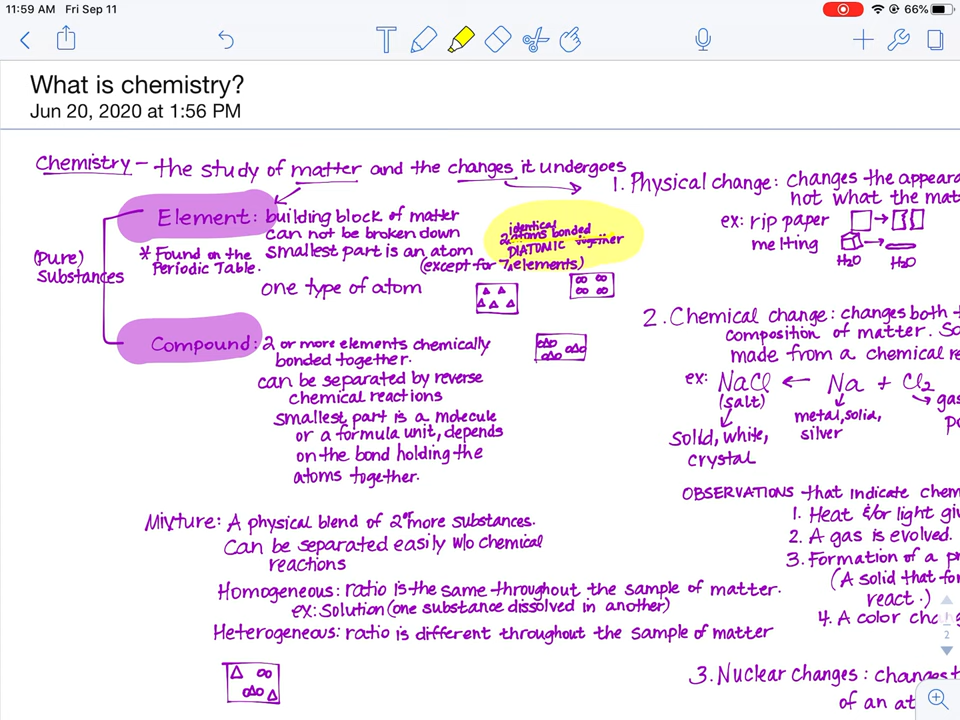 11:59 AM Fri Sep 11
66%
T
What is chemistry?
Jun 20, 2020 at 1:56 PM
Chemistry – the study of matter and the changes it undergoes
(Pure) Substances
Element: building block of matter
can not be broken down
smallest part is an atom
(except for 7 elements)
* Found on the
Periodic Table.
one type of atom
identical
2 atoms bonded together
DIATOMIC
Compound: 2 or more elements chemically
bonded together.
can be separated by reverse
chemical reactions
smallest part is a molecule
or a formula unit, depends
on the bond holding the
atoms together.
Mixture: A physical blend of 2 or more substances.
Can be separated easily w/o chemical
reactions
Homogeneous: ratio is the same throughout the sample of matter.
ex: Solution (one substance dissolved in another)
Heterogeneous: ratio is different throughout the sample of matter
1. Physical change: changes the appeara
not what the mat
ex: rip paper
melting
H2O H2O
2. Chemical change: changes both t
composition of matter. So
made from a chemical re
ex: NaCl ← Na + Cl2
(salt)
solid, white,
crystal
metal, solid,
silver
gas
po
OBSERVATIONS that indicate chem
1. Heat &/or light giv
2. A gas is evolved.
3. Formation of a pr
(A solid that for
react.)
4. A color chang
2
3. Nuclear changes: changes t
of an at